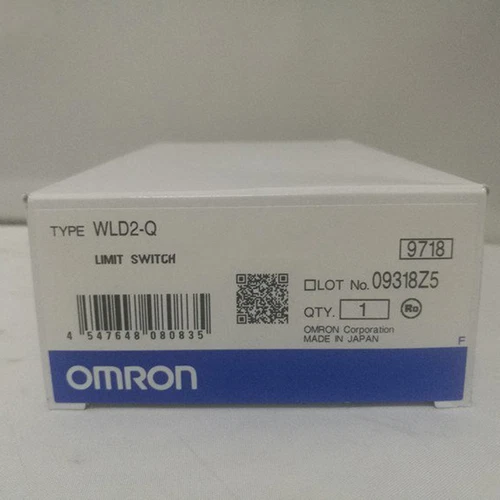 TYPE WLD2-Q
LIMIT SWITCH
9718
LOT No. 09318Z5
QTY. 1
Ro
OMRON Corporation
MADE IN JAPAN
4 547648 080835
F
OMRON